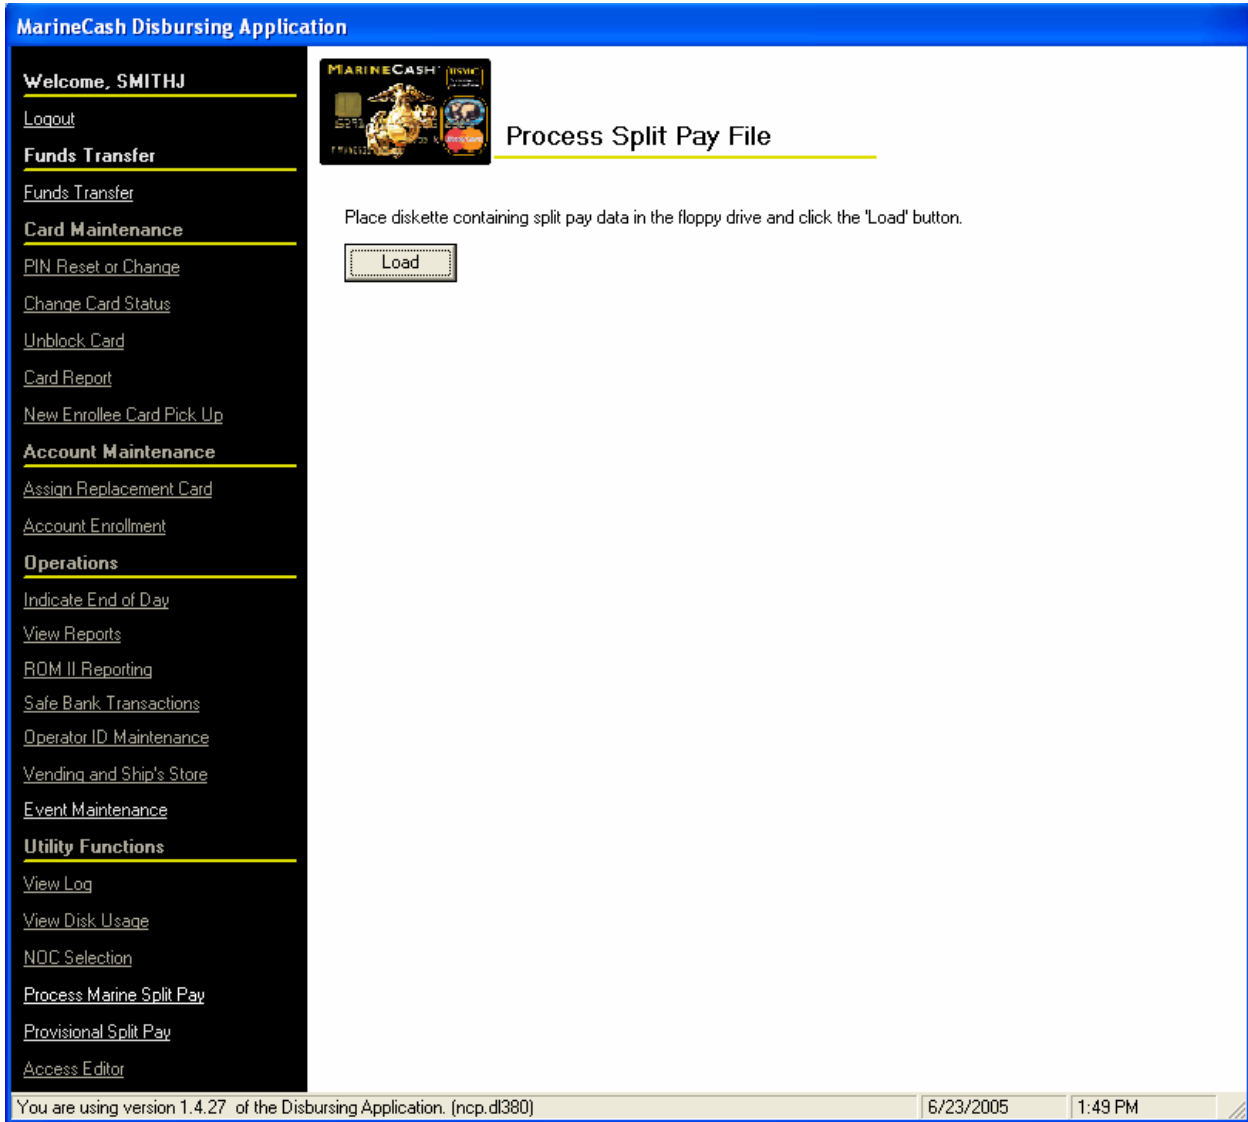 MarineCash Disbursing Application
Welcome, SMITHJ
Logout
Funds Transfer
Funds Transfer
Card Maintenance
PIN Reset or Change
Change Card Status
Unblock Card
Card Report
New Enrollee Card Pick Up
Account Maintenance
Assign Replacement Card
Account Enrollment
Operations
Indicate End of Day
View Reports
ROM II Reporting
Safe Bank Transactions
Operator ID Maintenance
Vending and Ship's Store
Event Maintenance
Utility Functions
View Log
View Disk Usage
NOC Selection
Process Marine Split Pay
Provisional Split Pay
Access Editor
MARINECASH USMC
Process Split Pay File
Place diskette containing split pay data in the floppy drive and click the 'Load' button.
Load
You are using version 1.4.27 of the Disbursing Application. (ncp.dl380)
6/23/2005
1:49 PM